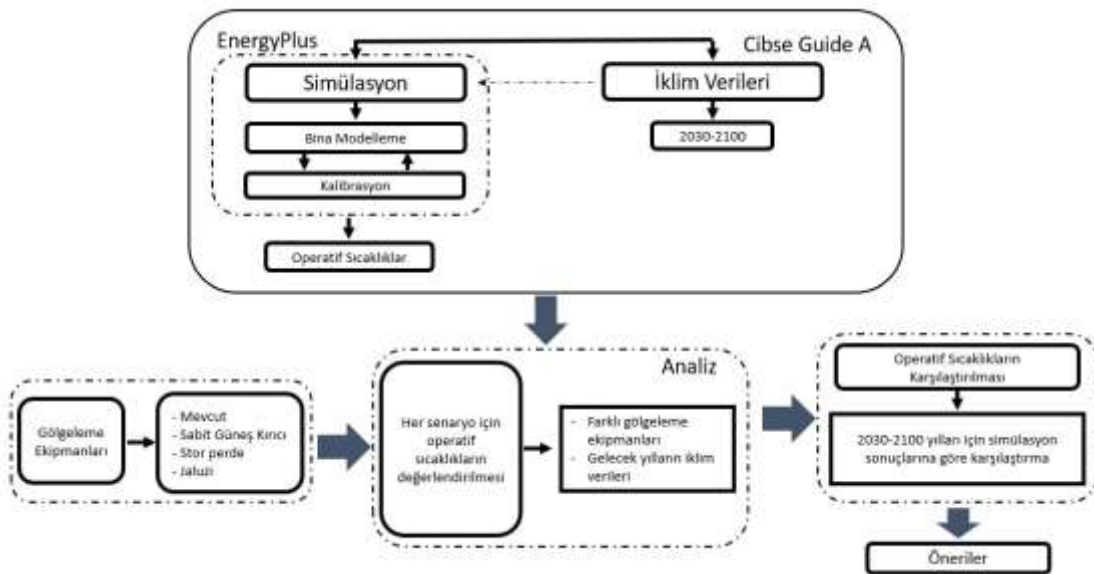 EnergyPlus
Cibse Guide A
Simülasyon
İklim Verileri
Bina Modelleme
2030-2100
Kalibrasyon
Operatif Sıcaklıklar
Gölgeleme
Ekipmanları
- Mevcut
- Sabit Güneş Kırıcı
- Stor perde
- Jaluzi
Analiz
Her senaryo için
operatif
sıcaklıkların
değerlendirilmesi
- Farklı gölgeleme
ekipmanları
- Gelecek yılların iklim
verileri
Operatif Sıcaklıkların
Karşılaştırılması
2030-2100 yılları için simülasyon
sonuçlarına göre karşılaştırma
Öneriler